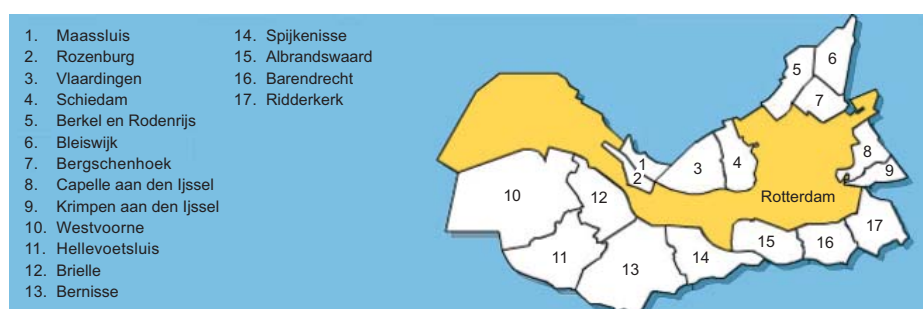 1. Maassluis
2. Rozenburg
3. Vlaardingen
4. Schiedam
5. Berkel en Rodenrijs
6. Bleiswijk
7. Bergschenhoek
8. Capelle aan den Ijssel
9. Krimpen aan den Ijssel
10. Westvoorne
11. Hellevoetsluis
12. Brielle
13. Bernisse
14. Spijkenisse
15. Albrandswaard
16. Barendrecht
17. Ridderkerk
6
5
7
1
2
3
4
8
9
10
12
Rotterdam
17
11
13
14
15
16